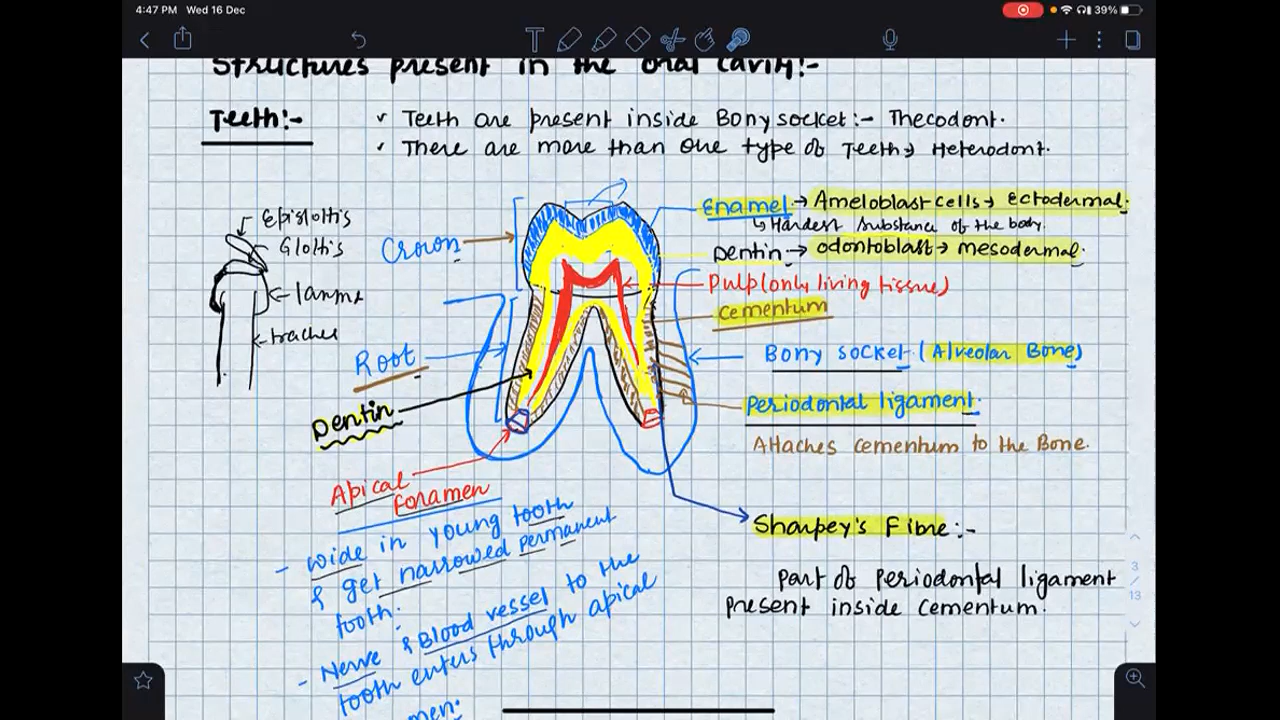 4:47 PM Wed 16 Dec
39%
Structures present in the oral cavity:-
Teeth:-
Teeth are present inside Bony socket:- Thecodont.
There are more than one type of Teeth → Heterodont.
Epiglottis
Glottis
trachea
Crown
Root
Dentin
Enamel → Ameloblast cells → Ectodermal.
↳ Hardest substance of the body.
Dentin → odontoblast → mesodermal.
Pulp (only living tissue)
cementum
Bony socket (Alveolar Bone)
Periodontal ligament.
Attaches cementum to the Bone.
Sharpey's Fibre:-
part of Periodontal ligament
present inside cementum.
Apical
foramen
- wide in young tooth
& get narrowed permanent
tooth.
- Nerve & Blood vessel to the
tooth enters through apical
men.
3
/
13